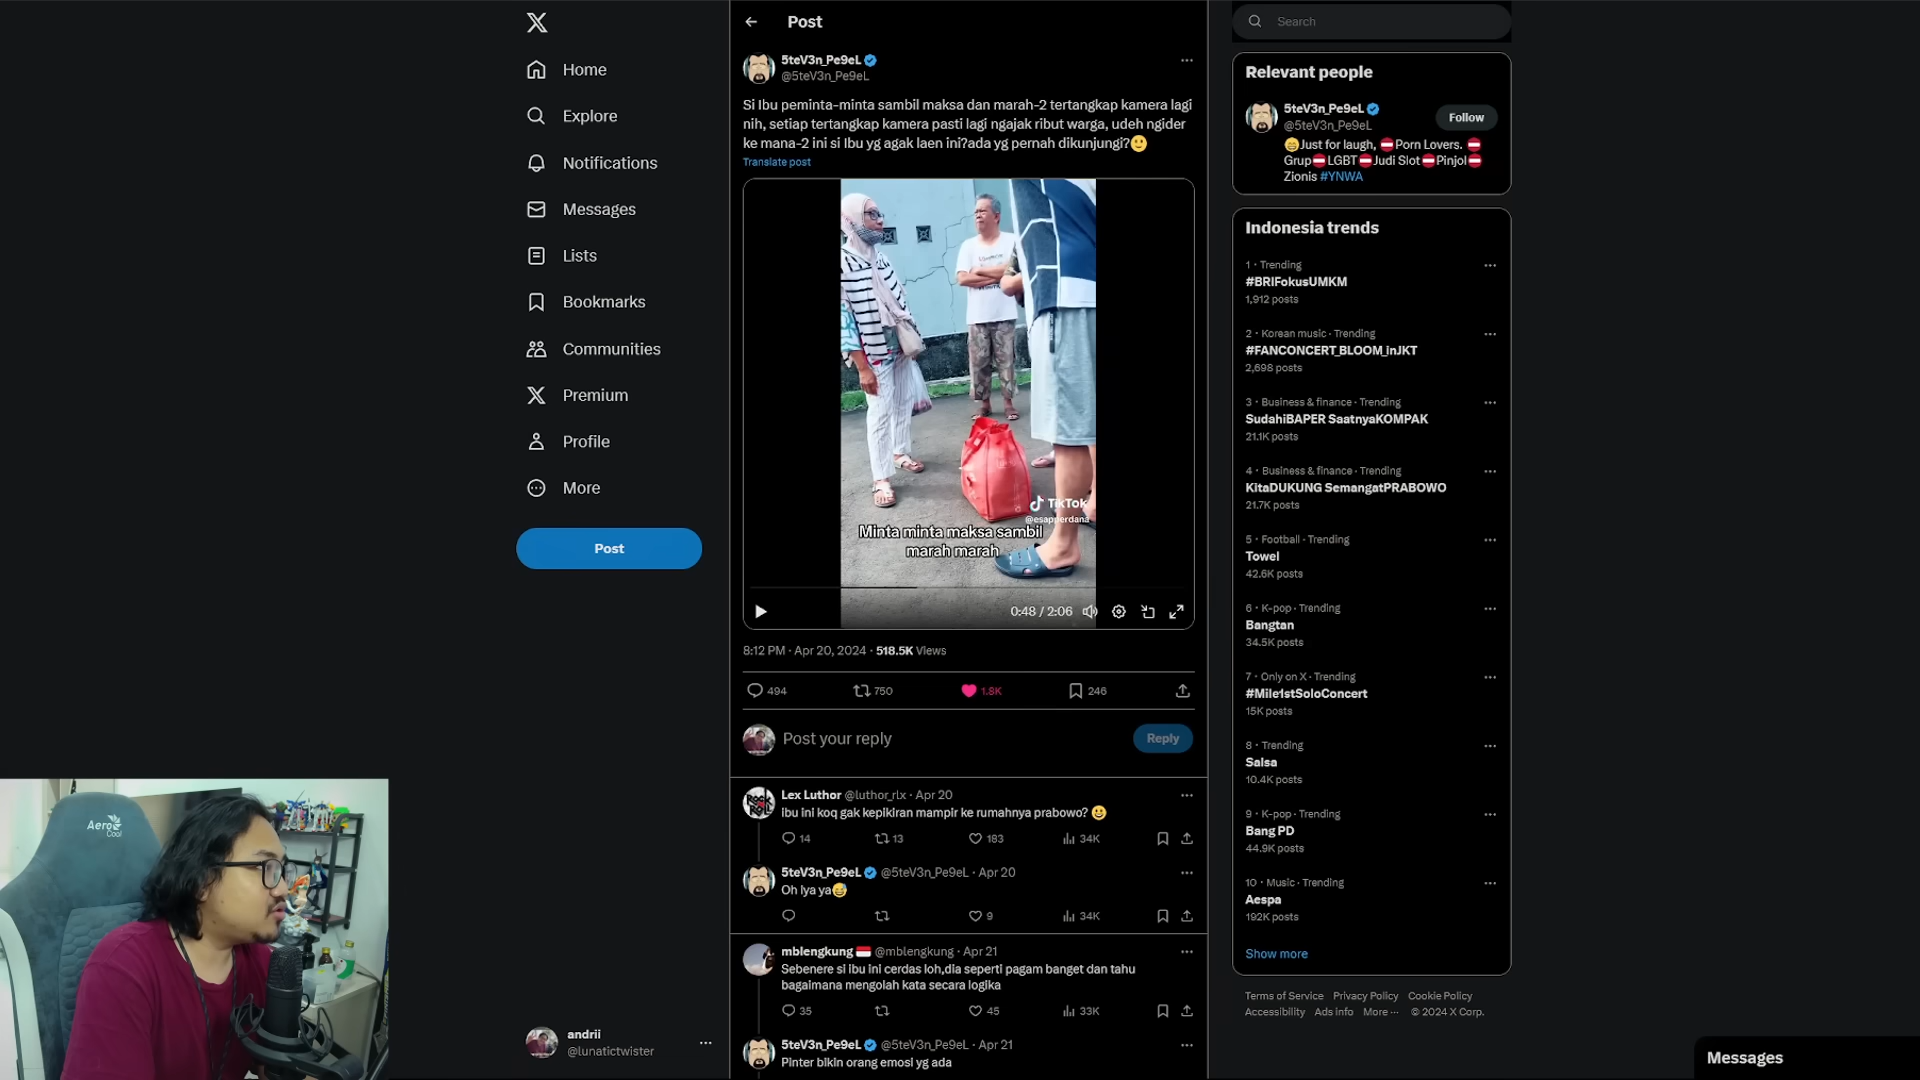 Home
Explore
Notifications
Messages
Lists
Bookmarks
Communities
Premium
Profile
More
Post
andrii
@lunatictwister
Post
5teV3n_Pe9eL
@5teV3n_Pe9eL
Si Ibu peminta-minta sambil maksa dan marah-2 tertangkap kamera lagi
nih, setiap tertangkap kamera pasti lagi ngajak ribut warga, udeh ngider
ke mana-2 ini si Ibu yg agak laen ini?ada yg pernah dikunjungi?🙂
Translate post
TikTok
@esapperdana
Minta minta maksa sambil
marah marah
0:48 / 2:06
8:12 PM · Apr 20, 2024 · 518.5K Views
494 750 1.8K 246
Post your reply
Reply
Lex Luthor @luthor_rlx · Apr 20
Ibu ini koq gak kepikiran mampir ke rumahnya prabowo? 😀
14 13 183 34K
5teV3n_Pe9eL @5teV3n_Pe9eL · Apr 20
Oh Iya ya😅
9 34K
mblengkung 🇮🇩 @mblengkung · Apr 21
Sebenere si ibu ini cerdas loh,dia seperti pagam banget dan tahu
bagaimana mengolah kata secara logika
35 45 33K
5teV3n_Pe9eL @5teV3n_Pe9eL · Apr 21
Pinter bikin orang emosi yg ada
Search
Relevant people
5teV3n_Pe9eL
@5teV3n_Pe9eL
Follow
😄Just for laugh, ⛔Porn Lovers. ⛔
Grup⛔LGBT⛔Judi Slot⛔Pinjol⛔
Zionis #YNWA
Indonesia trends
1 · Trending
#BRIFokusUMKM
1,912 posts
2 · Korean music · Trending
#FANCONCERT_BLOOM_inJKT
2,698 posts
3 · Business & finance · Trending
SudahiBAPER SaatnyaKOMPAK
21.1K posts
4 · Business & finance · Trending
KitaDUKUNG SemangatPRABOWO
21.7K posts
5 · Football · Trending
Towel
42.6K posts
6 · K-pop · Trending
Bangtan
34.5K posts
7 · Only on X · Trending
#Mile1stSoloConcert
15K posts
8 · Trending
Salsa
10.4K posts
9 · K-pop · Trending
Bang PD
44.9K posts
10 · Music · Trending
Aespa
192K posts
Show more
Terms of Service Privacy Policy Cookie Policy
Accessibility Ads info More ··· © 2024 X Corp.
Messages
Aero
Cool